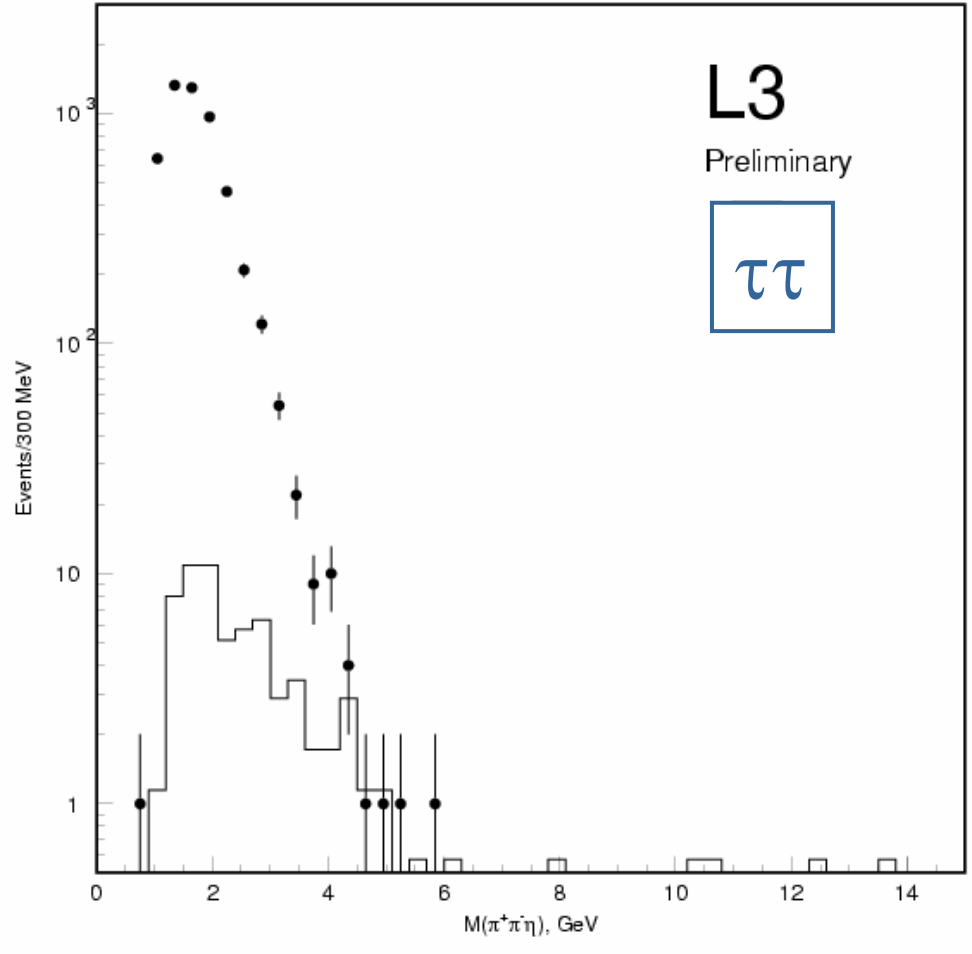 L3
Preliminary
ττ
10³
10²
10
1
Events/300 MeV
0 2 4 6 8 10 12 14
M(π⁺π⁻η), GeV